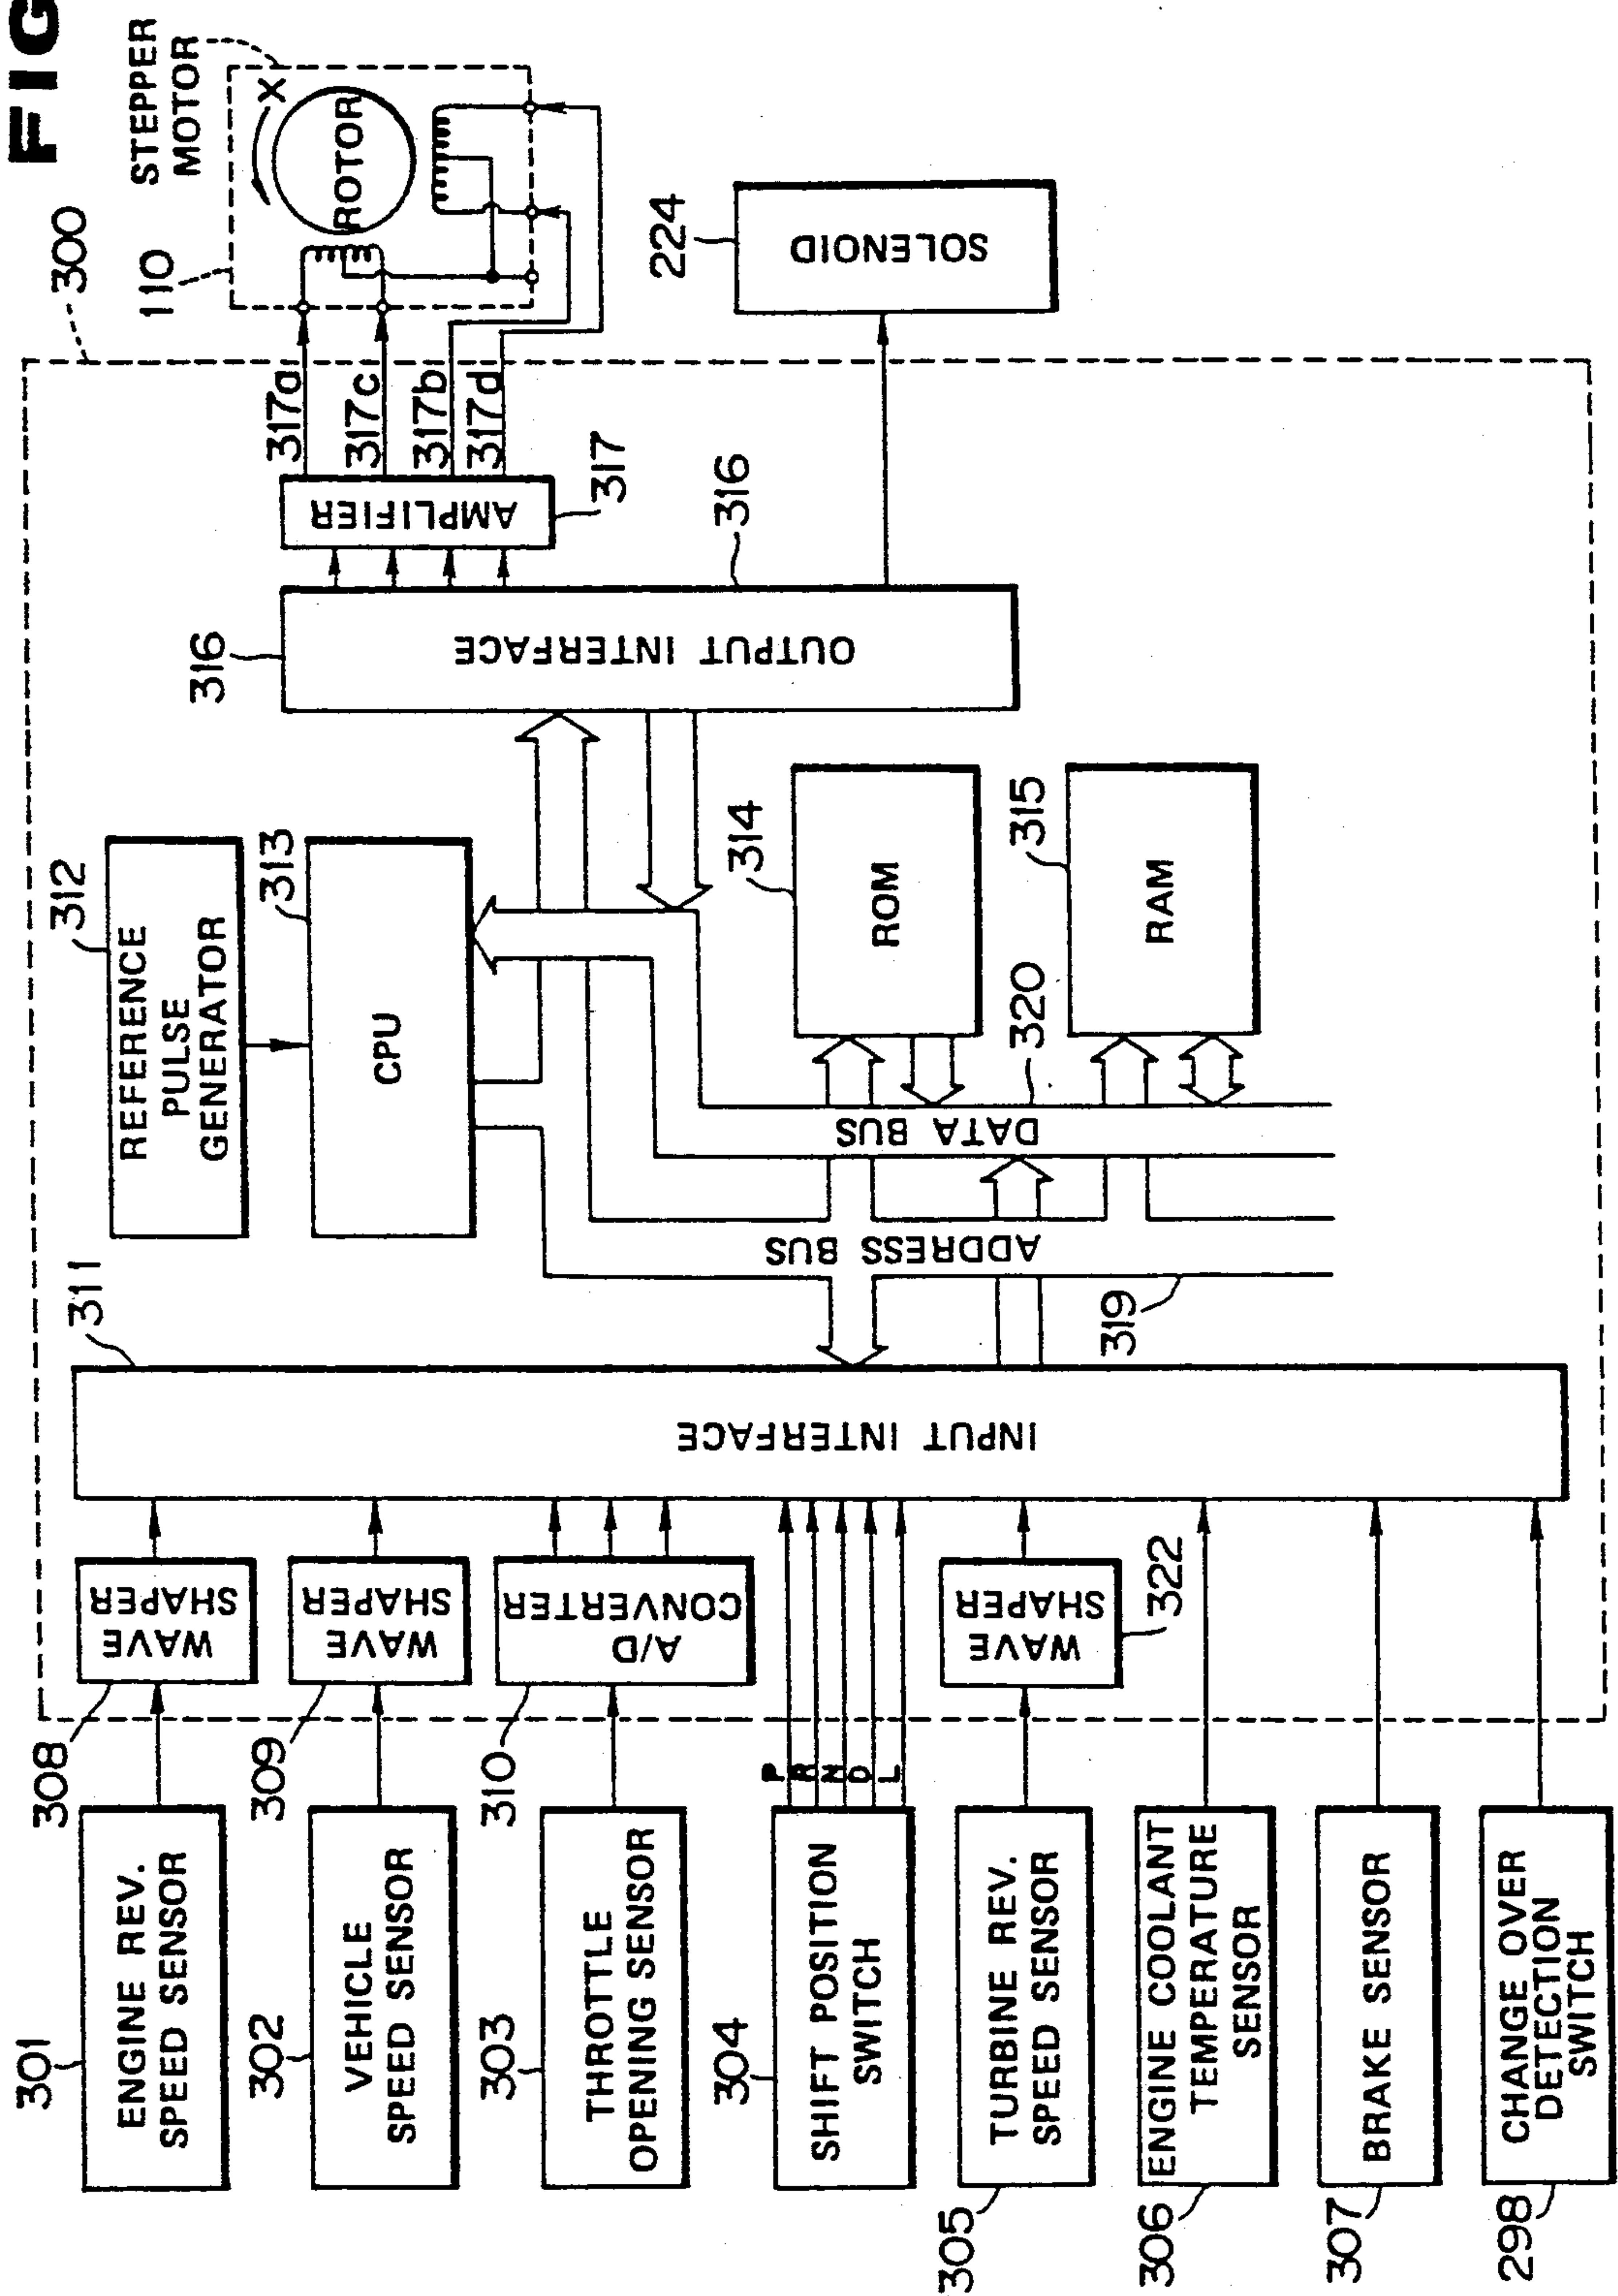 FIG
301
ENGINE REV.
SPEED SENSOR
302
VEHICLE
SPEED SENSOR
303
THROTTLE
OPENING SENSOR
304
SHIFT POSITION
SWITCH
305
TURBINE REV.
SPEED SENSOR
306
ENGINE COOLANT
TEMPERATURE
SENSOR
307
BRAKE SENSOR
298
CHANGE OVER
DETECTION
SWITCH
308
WAVE
SHAPER
309
WAVE
SHAPER
310
A/D
CONVERTER
P
R
N
D
L
WAVE
SHAPER
322
311
INPUT INTERFACE
312
REFERENCE
PULSE
GENERATOR
313
CPU
ADDRESS BUS
319
DATA BUS
320
314
ROM
315
RAM
316
OUTPUT INTERFACE
316
AMPLIFIER
317
317a
317c
317b
317d
300
110
STEPPER
MOTOR
X
ROTOR
224
SOLENOID